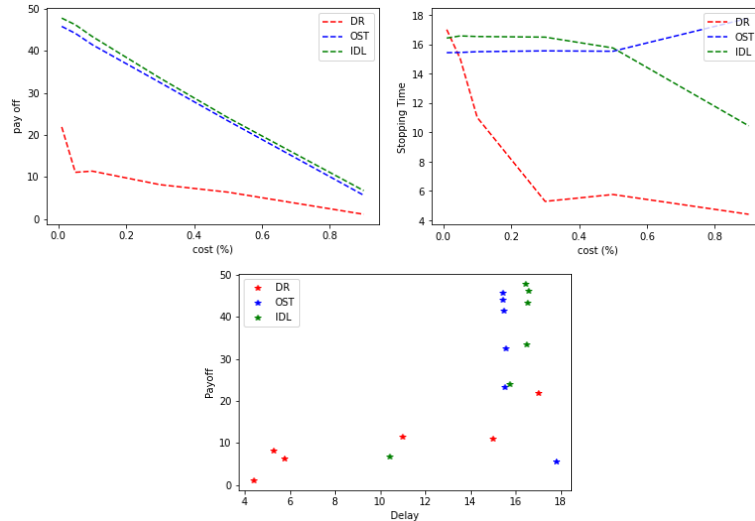 50
40
30
20
10
0
pay off
DR
OST
IDL
0.0 0.2 0.4 0.6 0.8
cost (%)
18
16
14
12
10
8
6
4
Stopping Time
DR
OST
IDL
0.0 0.2 0.4 0.6 0.8
cost (%)
50
40
30
20
10
0
Payoff
DR
OST
IDL
4 6 8 10 12 14 16 18
Delay